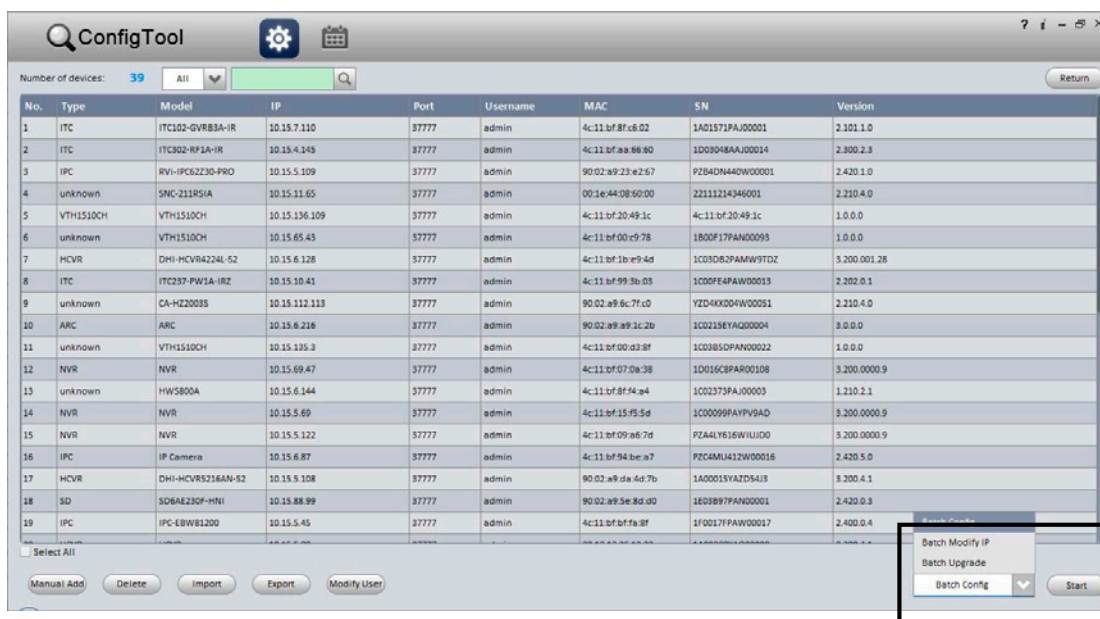 ConfigTool
? i
Number of devices: 39 All
Return
No. Type Model IP Port Username MAC SN Version
1 ITC ITC102-GVRB3A-IR 10.15.7.110 37777 admin 4c:11:bf:8f:c6:02 1A01571PAJ00001 2.101.1.0
2 ITC ITC302-RF1A-IR 10.15.4.145 37777 admin 4c:11:bf:aa:66:60 1D03048AAJ00014 2.300.2.3
3 IPC RVi-IPC62Z30-PRO 10.15.5.109 37777 admin 90:02:a9:23:e2:67 PZB4DN440W00001 2.420.1.0
4 unknown SNC-211RSIA 10.15.11.65 37777 admin 00:1e:44:08:60:00 22111214346001 2.210.4.0
5 VTH1510CH VTH1510CH 10.15.136.109 37777 admin 4c:11:bf:20:49:1c 4c:11:bf:20:49:1c 1.0.0.0
6 unknown VTH1510CH 10.15.65.43 37777 admin 4c:11:bf:00:c9:78 1B00F17PAN00093 1.0.0.0
7 HCVR DHI-HCVR4224L-S2 10.15.6.128 37777 admin 4c:11:bf:1b:e9:4d 1C03DB2PAMW9TDZ 3.200.001.28
8 ITC ITC237-PW1A-IRZ 10.15.10.41 37777 admin 4c:11:bf:99:3b:03 1C00FE4PAW00013 2.202.0.1
9 unknown CA-HZ2003S 10.15.112.113 37777 admin 90:02:a9:6c:7f:c0 YZD4KK004W00051 2.210.4.0
10 ARC ARC 10.15.6.216 37777 admin 90:02:a9:a9:1c:2b 1C0215EYAQ00004 3.0.0.0
11 unknown VTH1510CH 10.15.135.3 37777 admin 4c:11:bf:00:d3:8f 1C03B5DPAN00022 1.0.0.0
12 NVR NVR 10.15.69.47 37777 admin 4c:11:bf:07:0a:38 1D016C8PAR00108 3.200.0000.9
13 unknown HWS800A 10.15.6.144 37777 admin 4c:11:bf:8f:f4:a4 1C02373PAJ00003 1.210.2.1
14 NVR NVR 10.15.5.69 37777 admin 4c:11:bf:15:f5:5d 1C00099PAYPV9AD 3.200.0000.9
15 NVR NVR 10.15.5.122 37777 admin 4c:11:bf:09:a6:7d PZA4LY616WIUJD0 3.200.0000.9
16 IPC IP Camera 10.15.6.87 37777 admin 4c:11:bf:94:be:a7 PZC4MU412W00016 2.420.5.0
17 HCVR DHI-HCVR5216AN-S2 10.15.5.108 37777 admin 90:02:a9:da:4d:7b 1A00015YAZD54J3 3.200.4.1
18 SD SD6AE230F-HNI 10.15.88.99 37777 admin 90:02:a9:5e:8d:d0 1E03B97PAN00001 2.420.0.3
19 IPC IPC-EBW81200 10.15.5.45 37777 admin 4c:11:bf:bf:fa:8f 1F0017FPAW00017 2.400.0.4
Batch Config
Select All
Batch Modify IP
Batch Upgrade
Manual Add Delete Import Export Modify User Batch Config Start